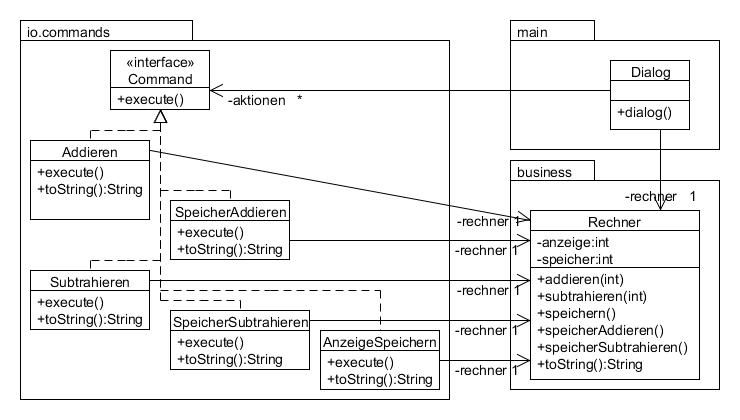 io.commands
«interface»
Command
+execute()
-aktionen *
main
Dialog
+dialog()
Addieren
+execute()
+toString():String
business
-rechner 1
SpeicherAddieren
+execute()
+toString():String
-rechner 1
-rechner 1
Rechner
-anzeige:int
-speicher:int
+addieren(int)
+subtrahieren(int)
+speichern()
+speicherAddieren()
+speicherSubtrahieren()
+toString():String
Subtrahieren
+execute()
+toString():String
-rechner 1
SpeicherSubtrahieren
+execute()
+toString():String
-rechner 1
AnzeigeSpeichern
+execute()
+toString():String
-rechner 1